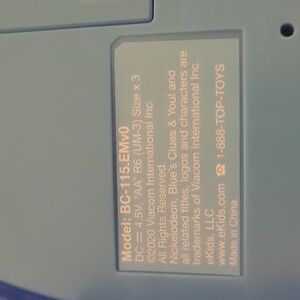 Model: BC-115.EMv0
DC ⎓ 4.5V, "AA" R6 (UM-3) Size x 3
©2020 Viacom International Inc.
All Rights Reserved.
Nickelodeon, Blue's Clues & You! and
all related titles, logos and characters are
trademarks of Viacom International Inc.
eKids, LLC
www.eKids.com ☎ 1-888-TOP-TOYS
Made in China